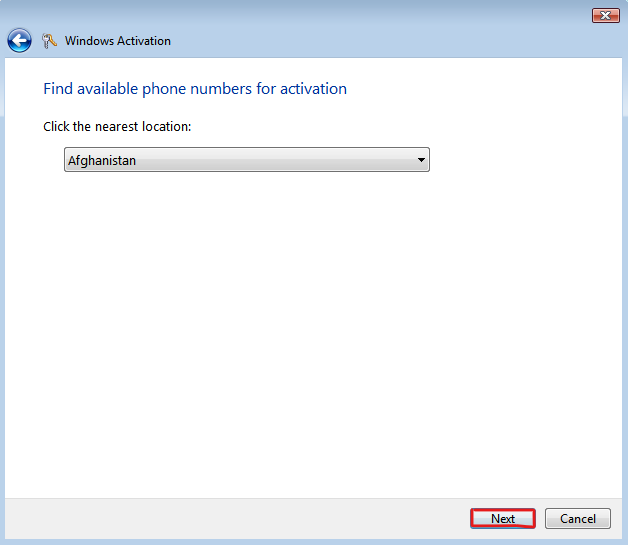 Windows Activation
Find available phone numbers for activation
Click the nearest location:
Afghanistan
Next
Cancel